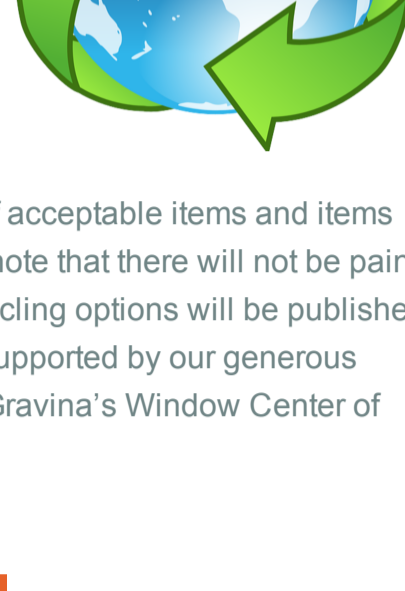 acceptable items and items
note that there will not be pain
cling options will be publishe
upported by our generous
Gravina's Window Center of